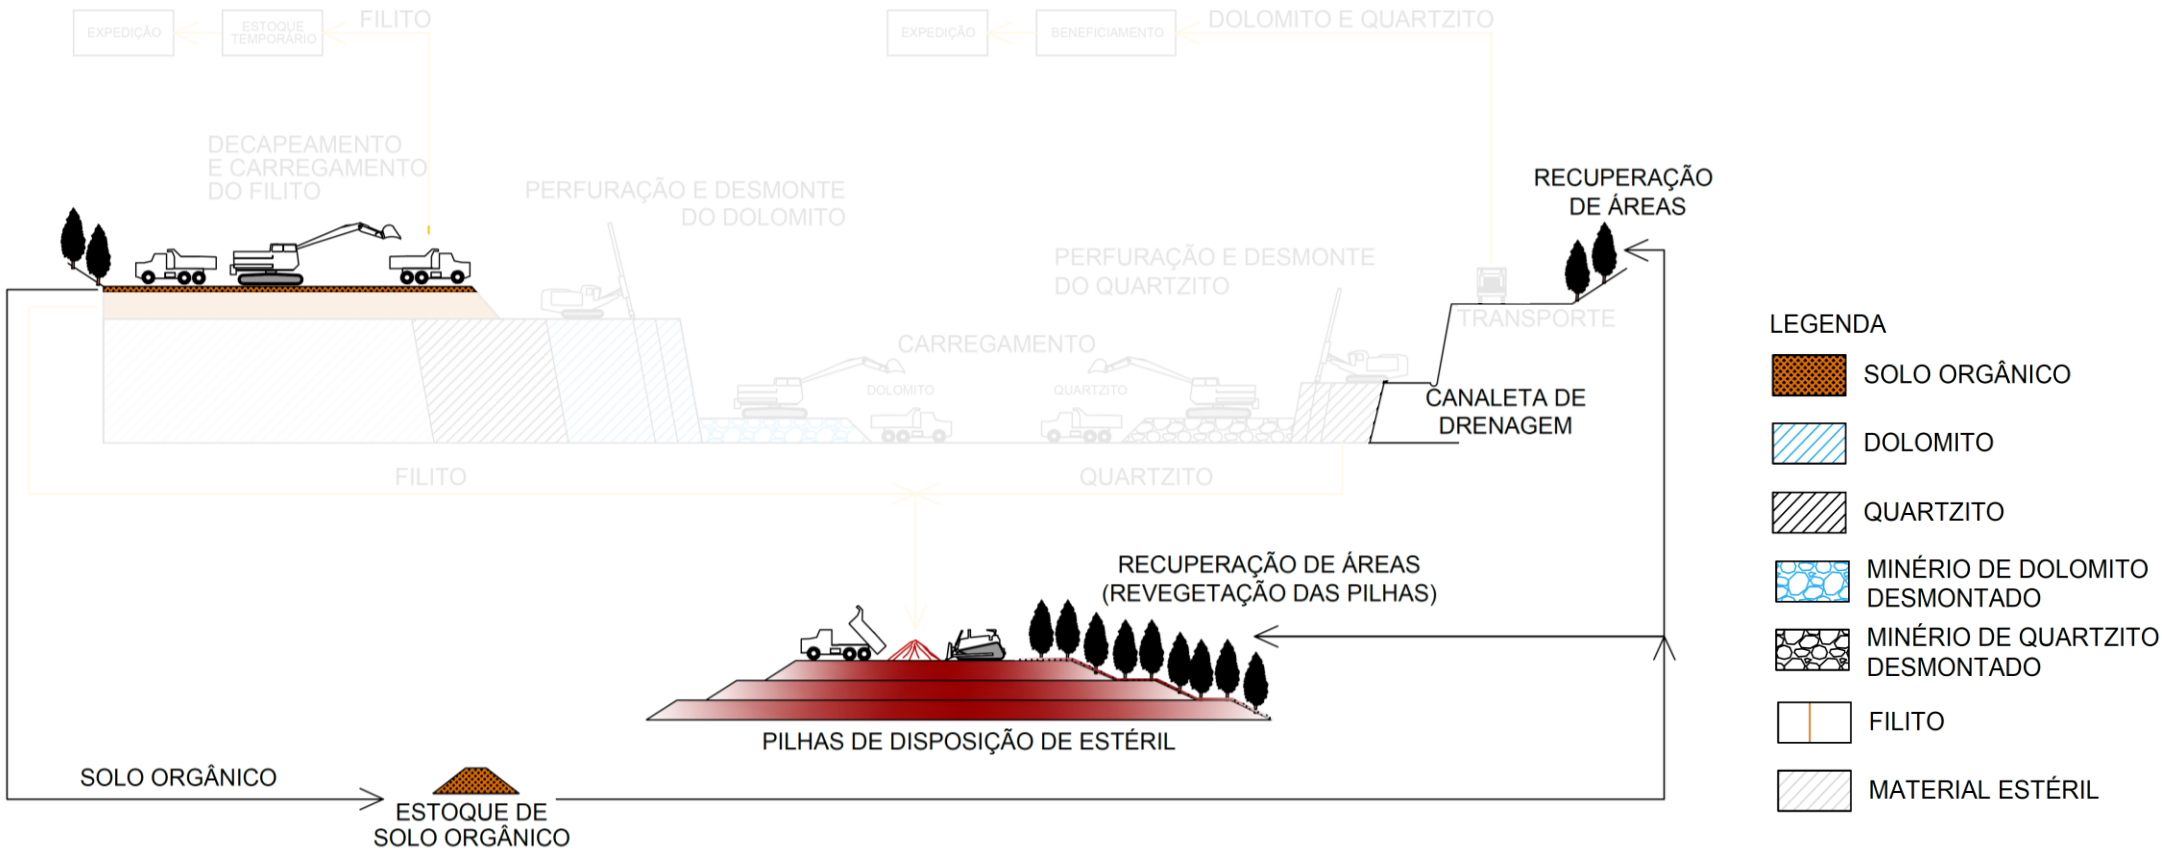 FILITO
EXPEDIÇÃO
ESTOQUE
TEMPORÁRIO
DOLOMITO E QUARTZITO
EXPEDIÇÃO
BENEFICIAMENTO
DECAPEAMENTO
E CARREGAMENTO
DO FILITO
PERFURAÇÃO E DESMONTE
DO DOLOMITO
RECUPERAÇÃO
DE ÁREAS
PERFURAÇÃO E DESMONTE
DO QUARTZITO
TRANSPORTE
CARREGAMENTO
DOLOMITO
QUARTZITO
CANALETA DE
DRENAGEM
FILITO
QUARTZITO
RECUPERAÇÃO DE ÁREAS
(REVEGETAÇÃO DAS PILHAS)
PILHAS DE DISPOSIÇÃO DE ESTÉRIL
SOLO ORGÂNICO
ESTOQUE DE
SOLO ORGÂNICO
LEGENDA
SOLO ORGÂNICO
DOLOMITO
QUARTZITO
MINÉRIO DE DOLOMITO
DESMONTADO
MINÉRIO DE QUARTZITO
DESMONTADO
FILITO
MATERIAL ESTÉRIL